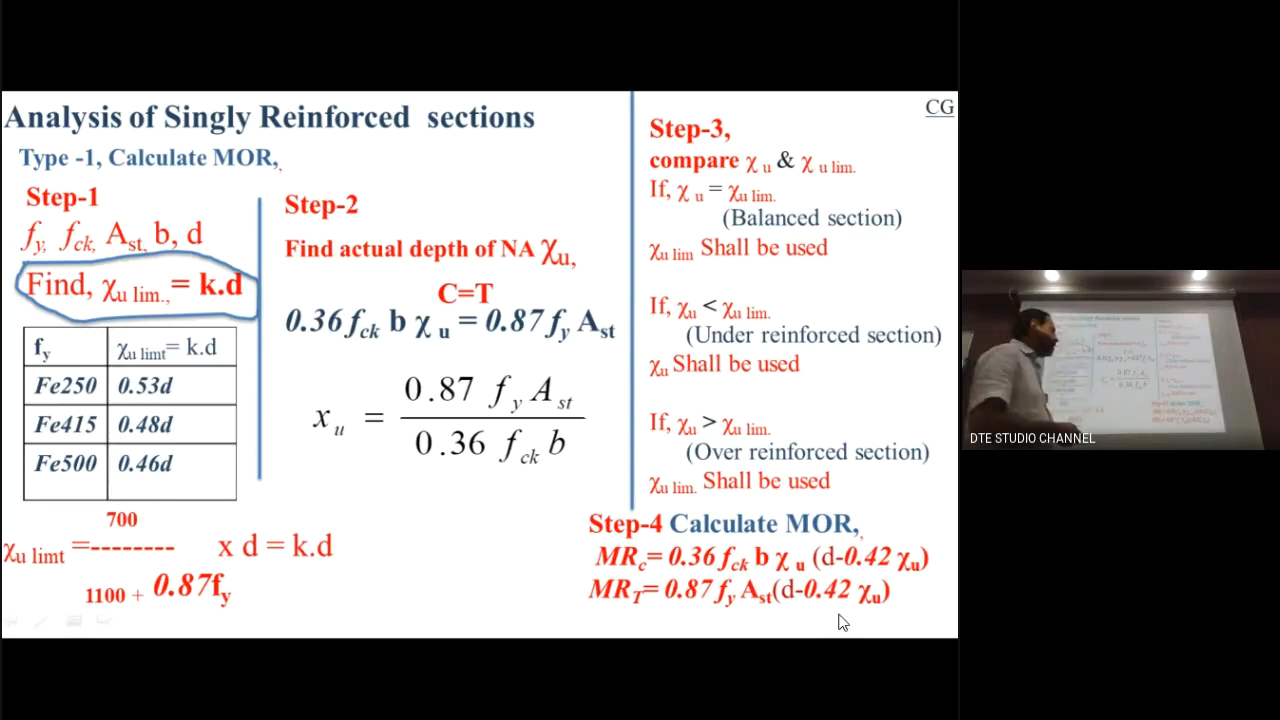 Analysis of Singly Reinforced sections
CG
Type -1, Calculate MOR,
Step-1
fy, fck, Ast, b, d
Find, χu lim., = k.d
fy χu limt= k.d
Fe250 0.53d
Fe415 0.48d
Fe500 0.46d
700
χu limt =-------- x d = k.d
1100 + 0.87fy
Step-2
Find actual depth of NA χu,
C=T
0.36 fck b χ u = 0.87 fy Ast
xu = 0.87 fy Ast
0.36 fck b
Step-3,
compare χ u & χ u lim.
If, χ u = χu lim.
(Balanced section)
χu lim Shall be used
If, χu < χu lim.
(Under reinforced section)
χu Shall be used
If, χu > χu lim.
(Over reinforced section)
χu lim. Shall be used
Step-4 Calculate MOR,
MRc= 0.36 fck b χ u (d-0.42 χu)
MRT= 0.87 fy Ast(d-0.42 χu)
DTE STUDIO CHANNEL